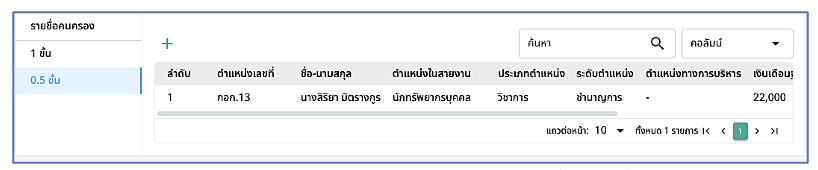 รายชื่อคนครอง
1 ขั้น
0.5 ขั้น
ค้นหา
คอลัมน์
ลำดับ ตำแหน่งเลขที่ ชื่อ-นามสกุล ตำแหน่งในสายงาน ประเภทตำแหน่ง ระดับตำแหน่ง ตำแหน่งทางการบริหาร เงินเดือนฐ
1 กอก.13 นางสิริยา มิตรางกูร นักทรัพยากรบุคคล วิชาการ ชำนาญการ - 22,000
แถวต่อหน้า: 10 ทั้งหมด 1 รายการ 1